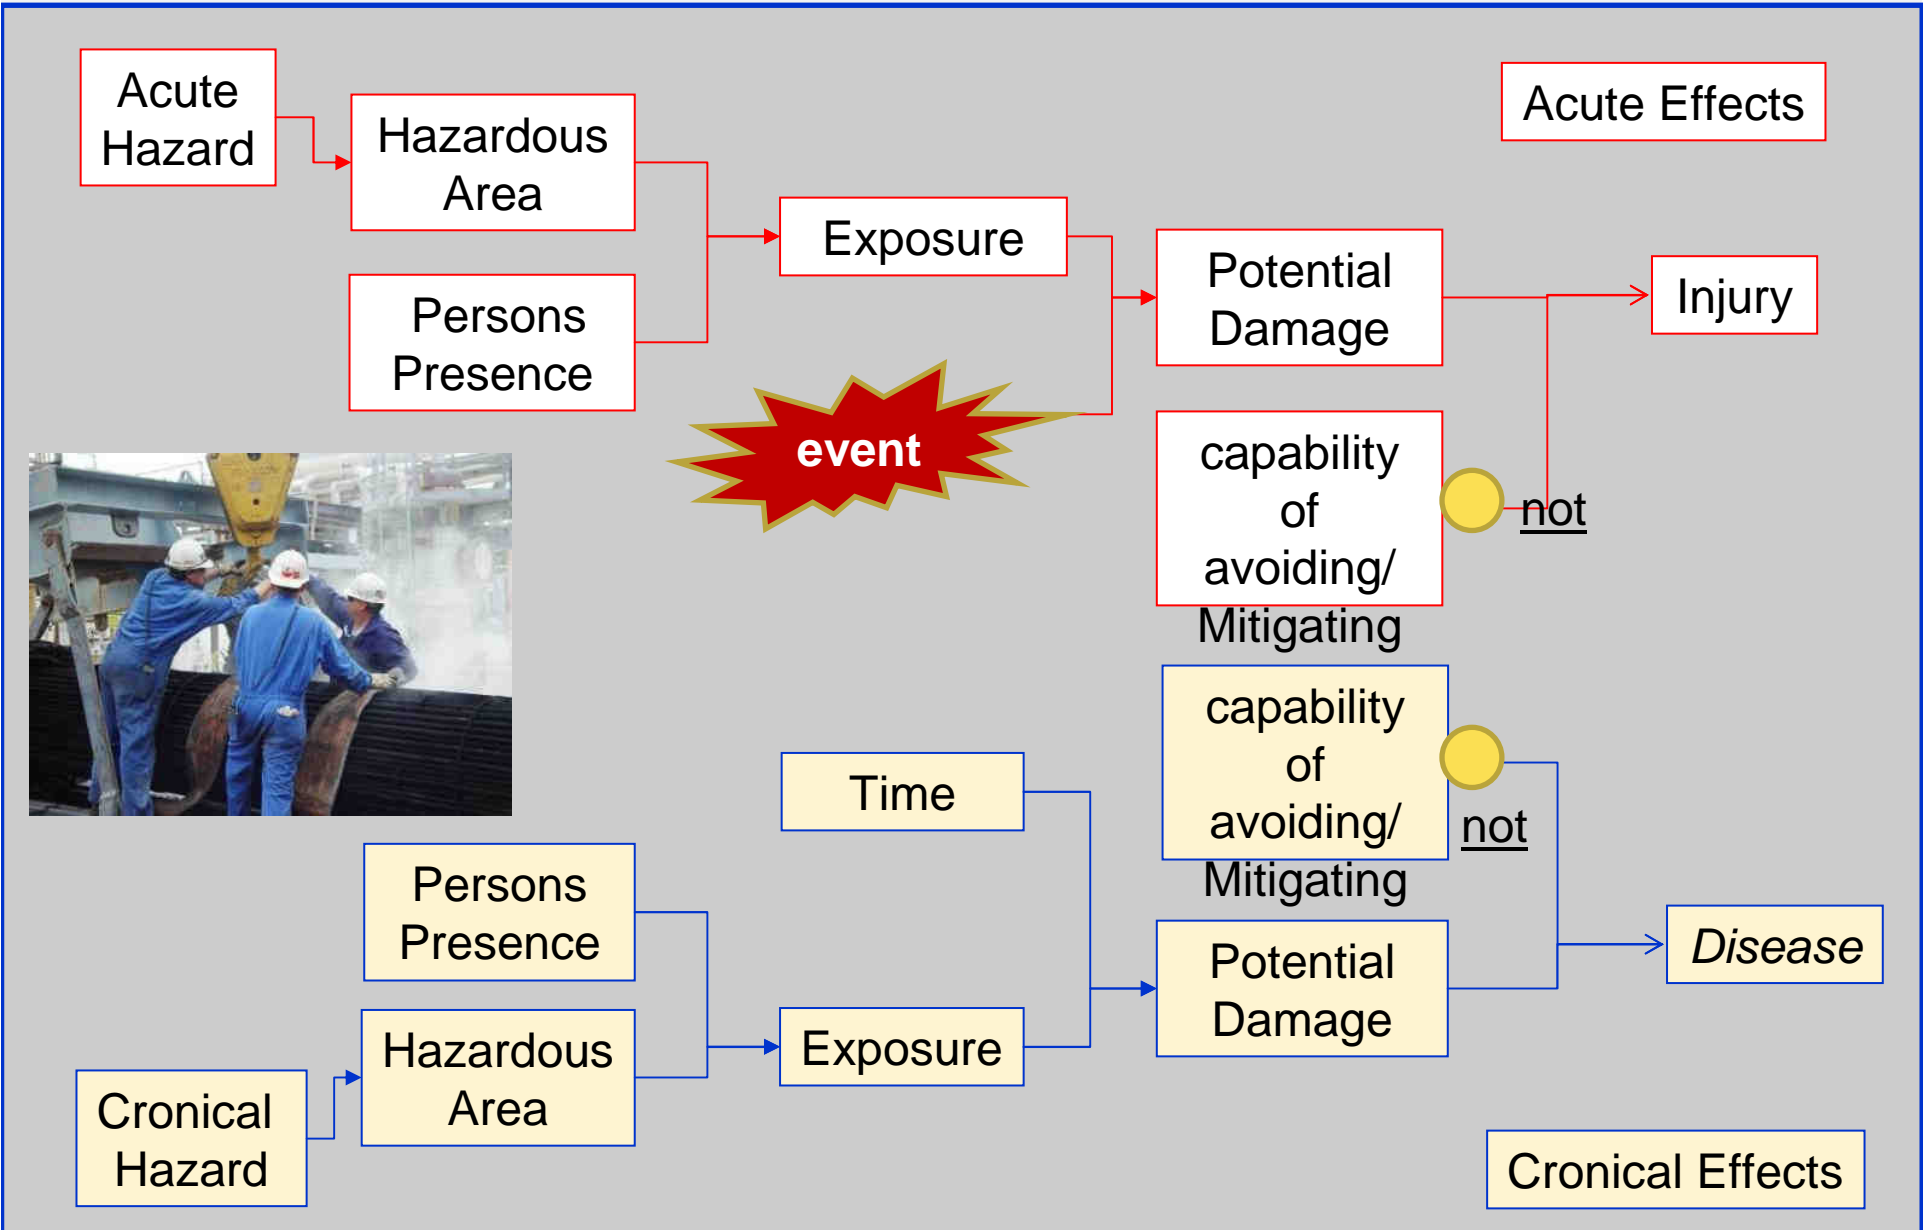 Acute
Hazard
Hazardous
Area
Persons
Presence
Exposure
event
Acute Effects
Potential
Damage
Injury
capability
of
avoiding/
Mitigating
not
capability
of
avoiding/
Mitigating
not
Time
Persons
Presence
Hazardous
Area
Cronical
Hazard
Exposure
Potential
Damage
Disease
Cronical Effects